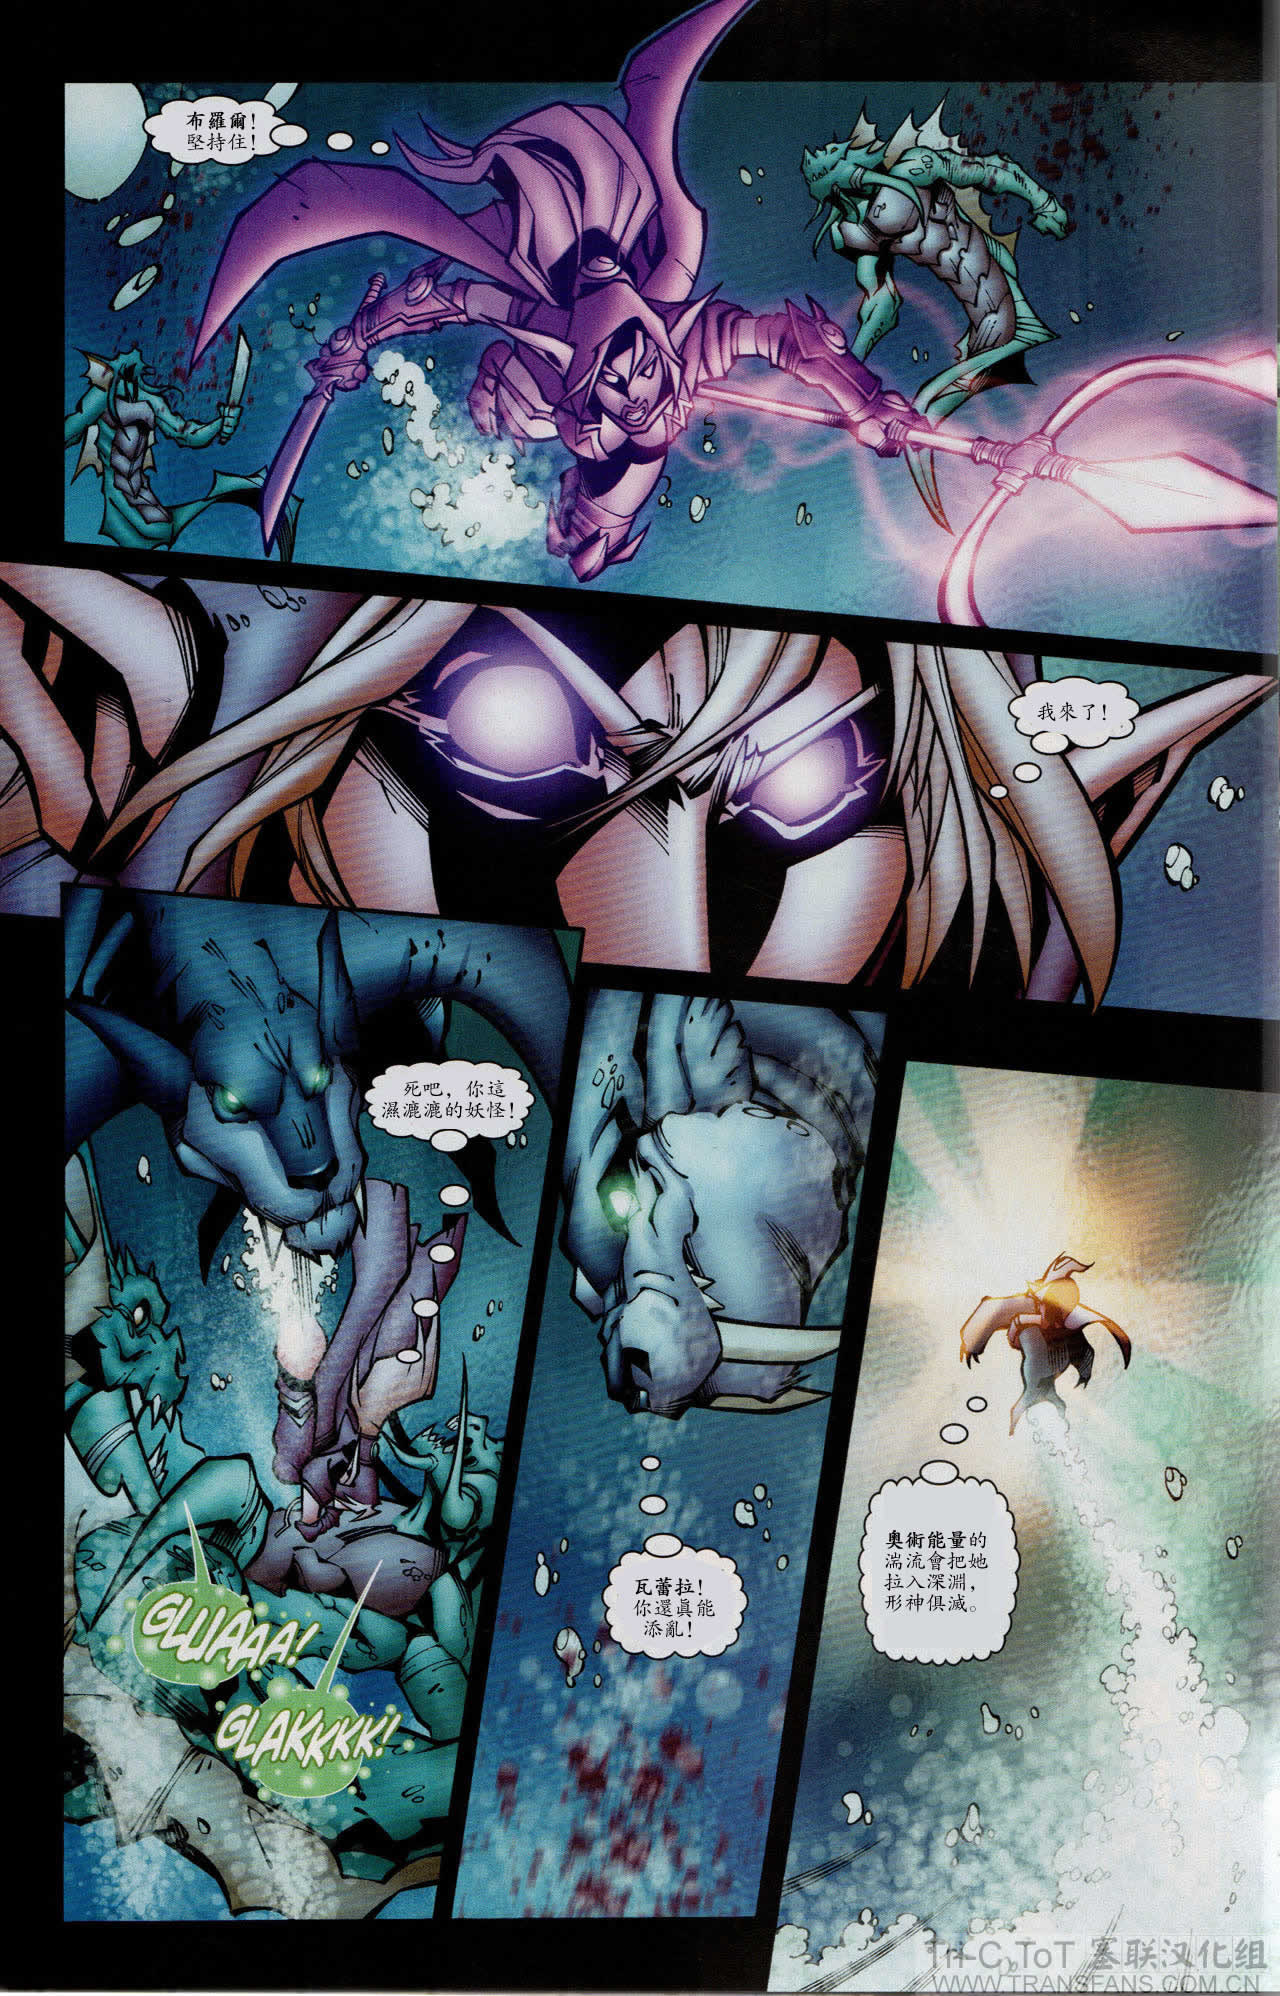 布羅爾！
堅持住！
我來了！
死吧，你這
濕漉漉的妖怪！
GLUAAA!
GLAKKKK!
瓦蕾拉！
你還真能
添亂！
奧術能量的
湍流會把她
拉入深淵，
形神俱滅。
Tri-C ToT 塞联汉化组
WWW.TRANSFANS.COM.CN